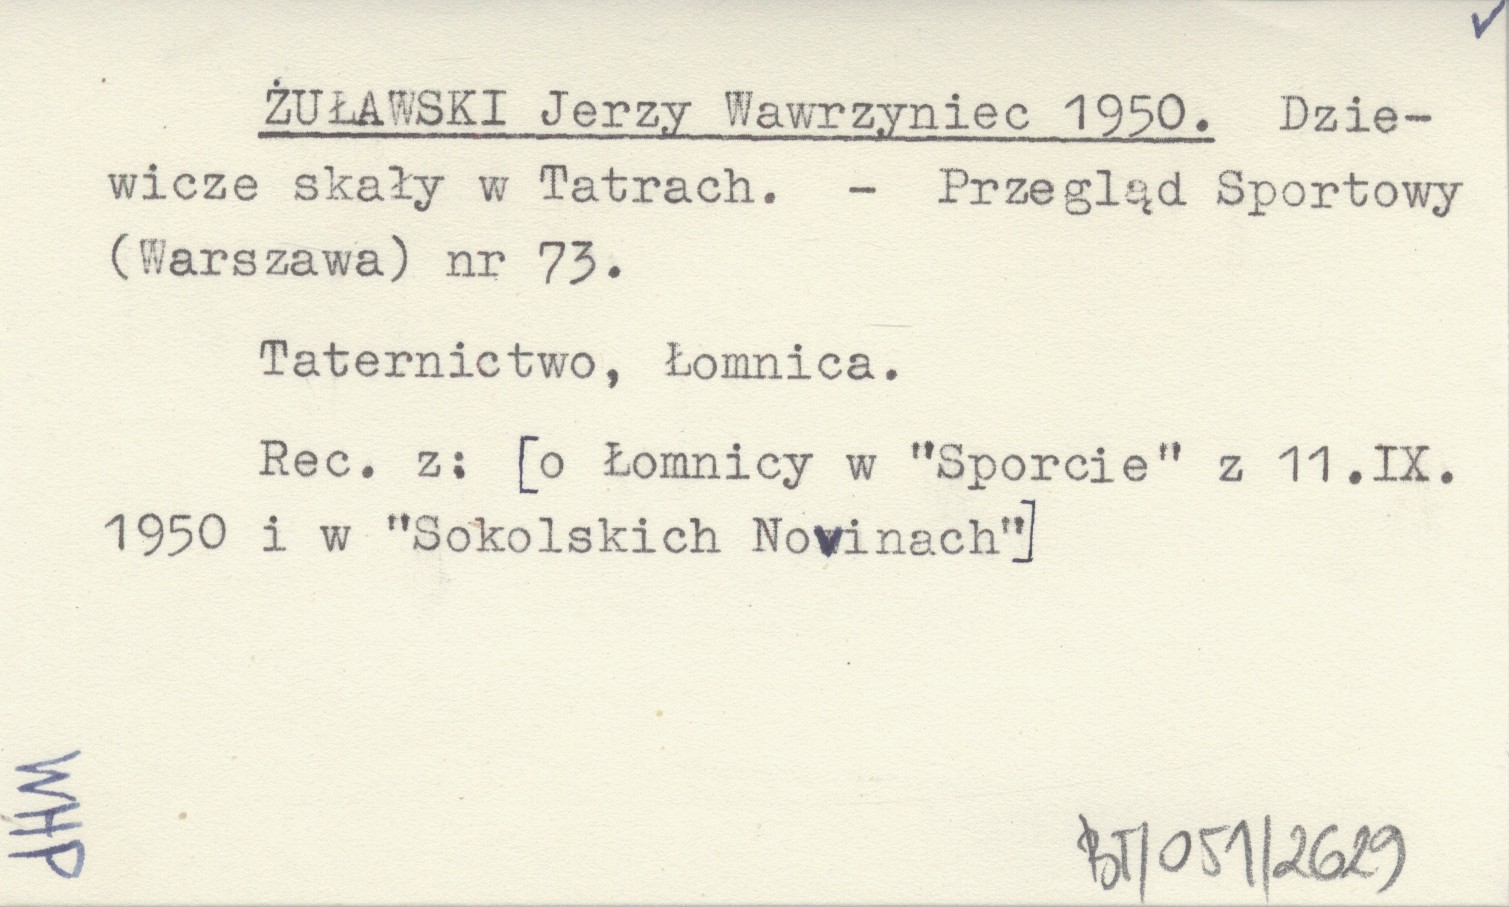 ŻUŁAWSKI Jerzy Wawrzyniec 1950. Dzie-
wicze skały w Tatrach. - Przegląd Sportowy
(Warszawa) nr 73.
Taternictwo, Łomnica.
Rec. z: [o Łomnicy w "Sporcie" z 11.IX.
1950 i w "Sokolskich Novinach"]
WHP
BT/051/2629